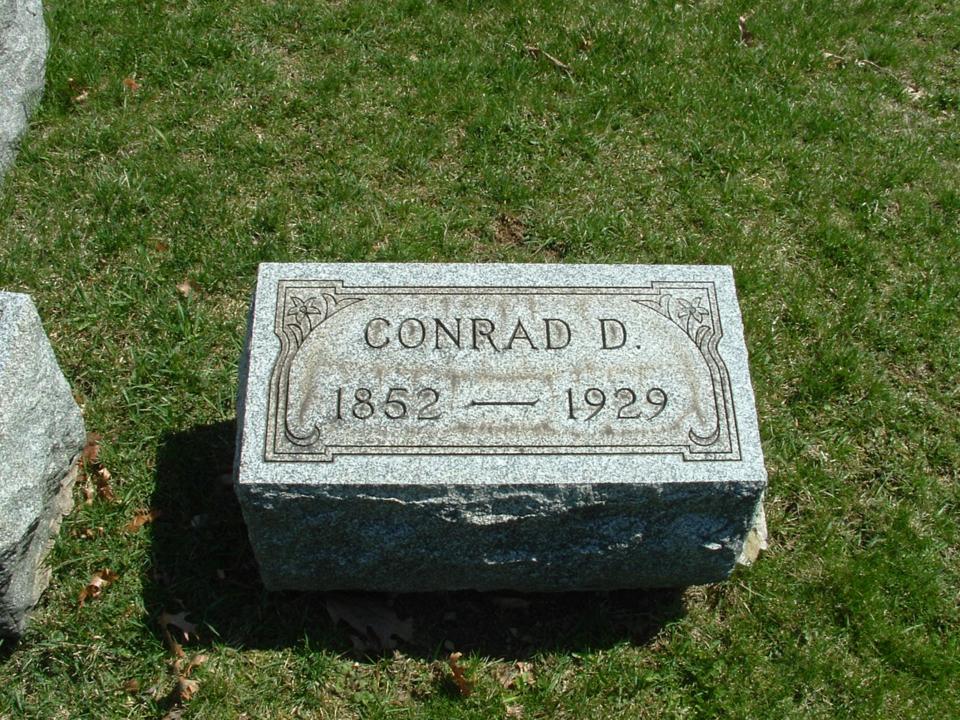 CONRAD D.
1852 — 1929